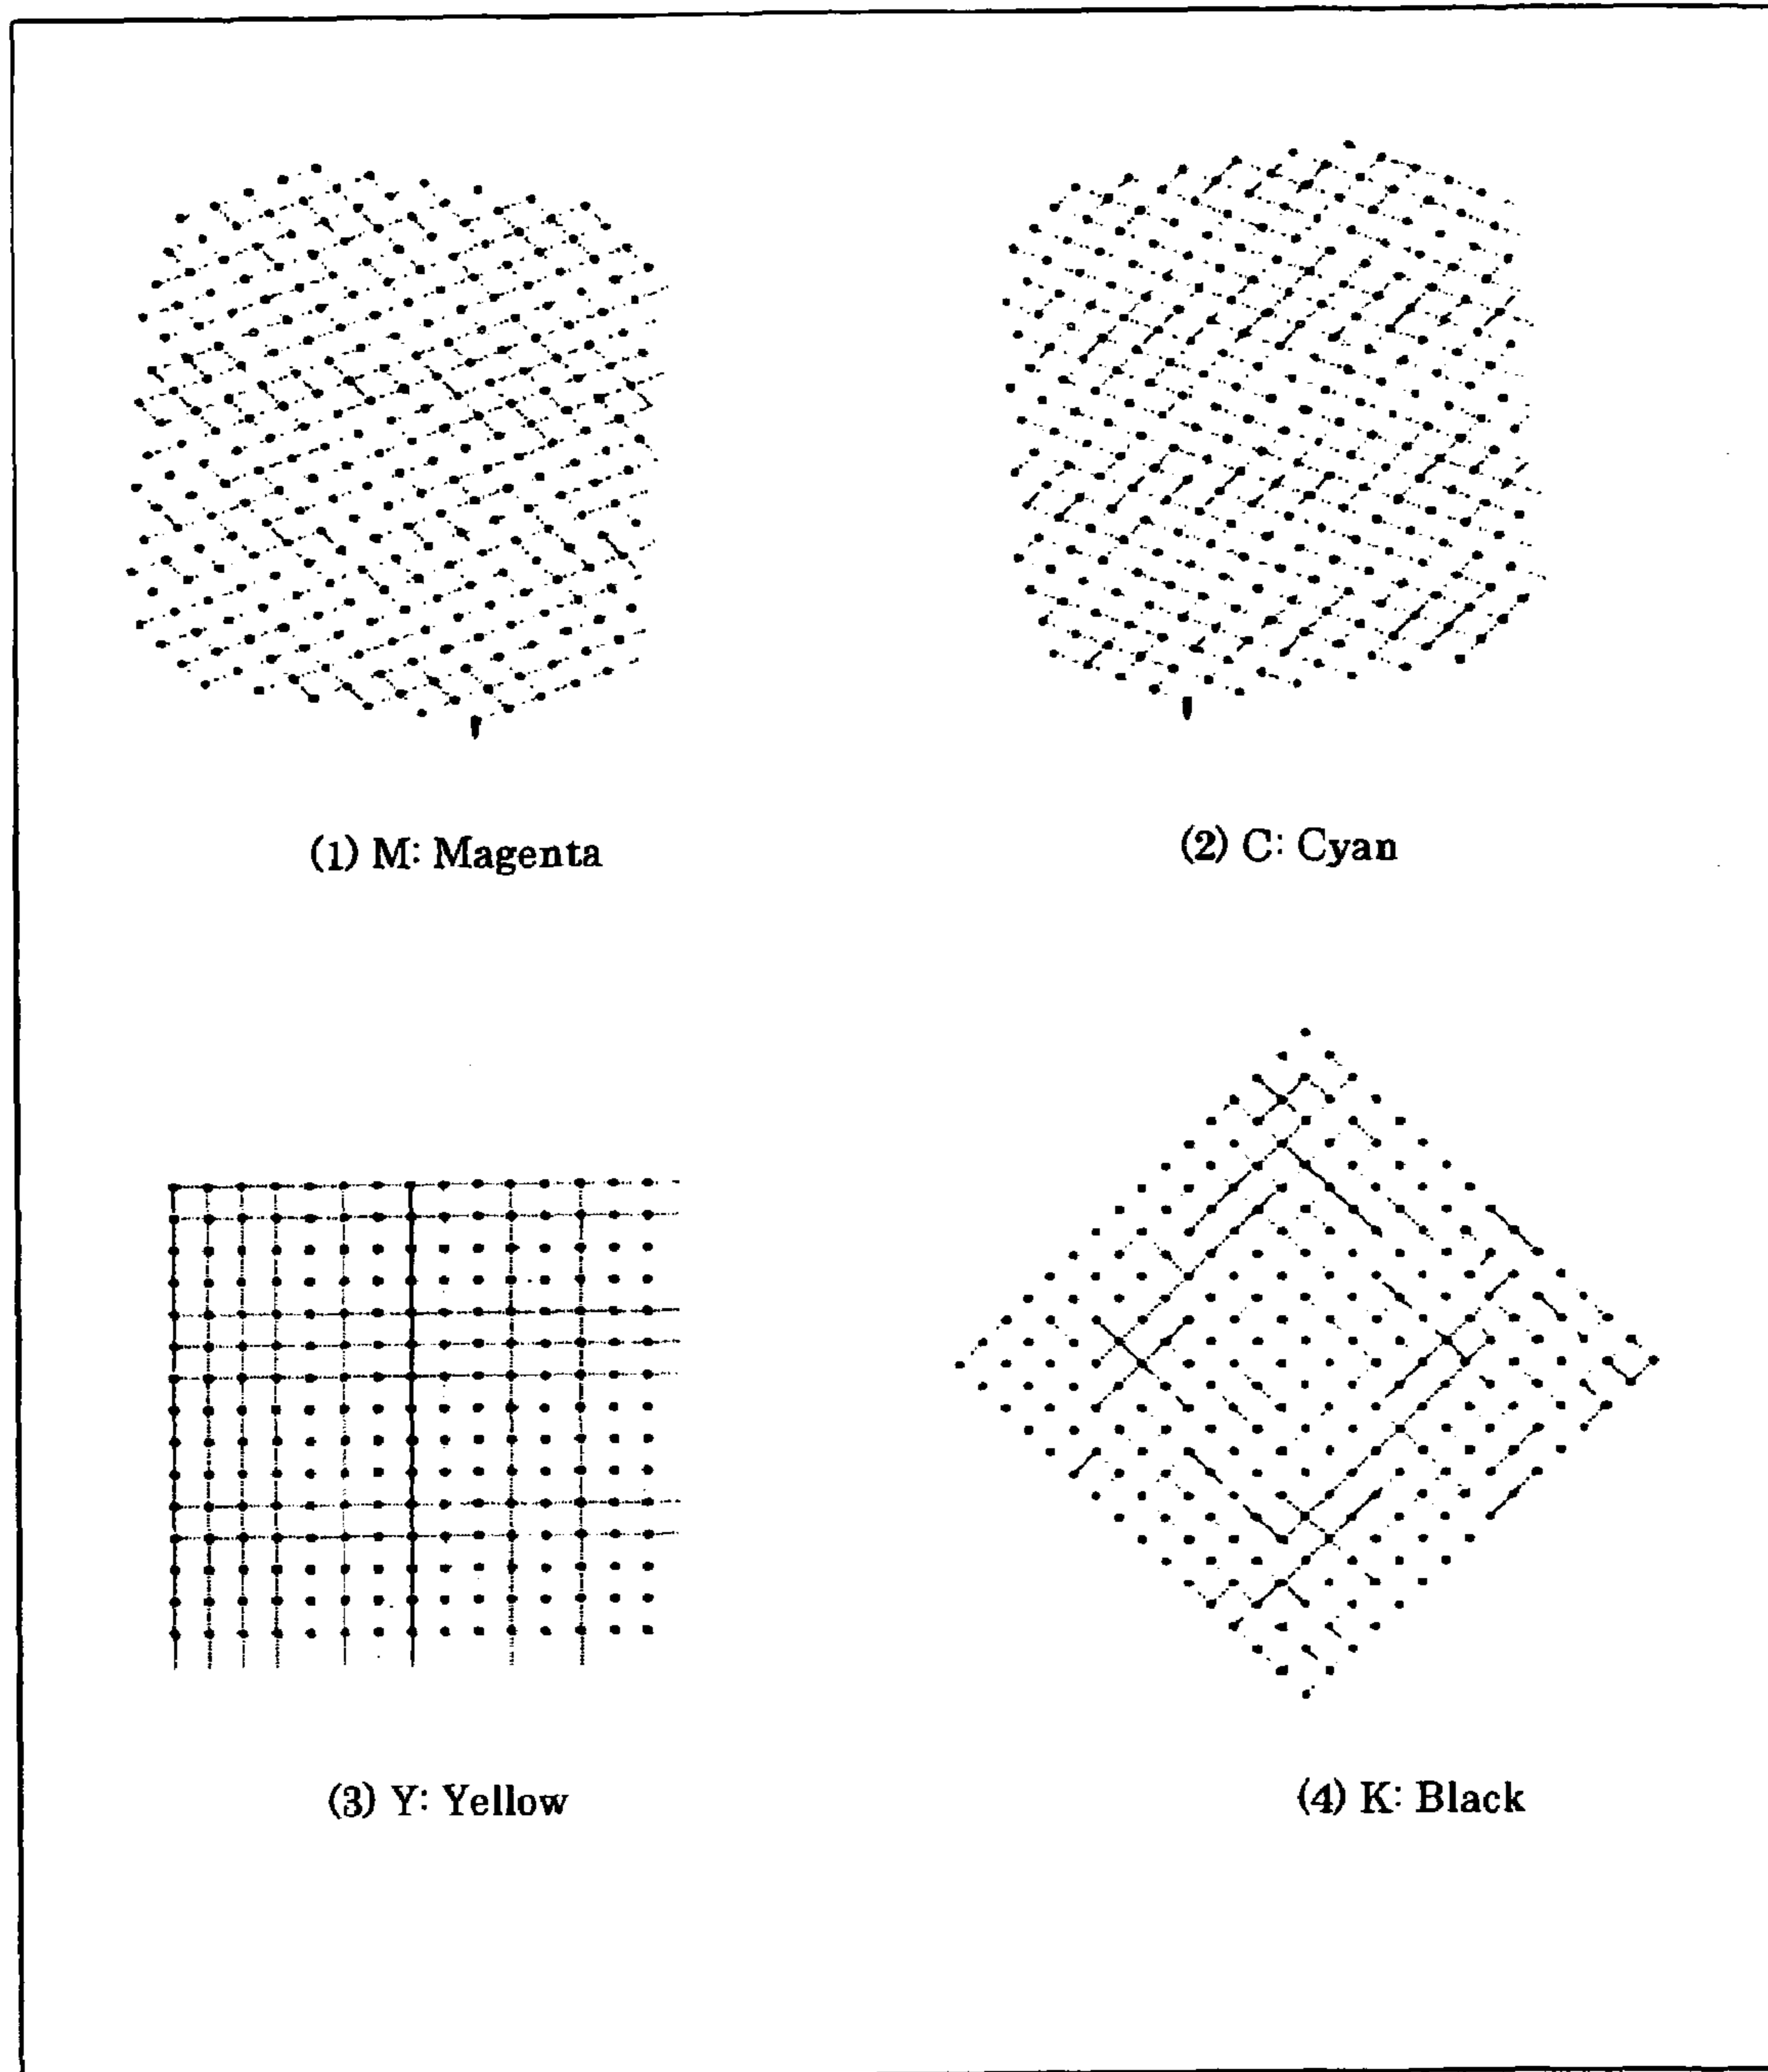 (1) M: Magenta
(2) C: Cyan
(3) Y: Yellow
(4) K: Black